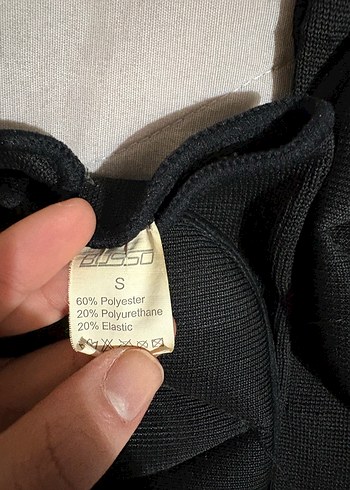 S
60% Polyester
20% Polyurethane
20% Elastic